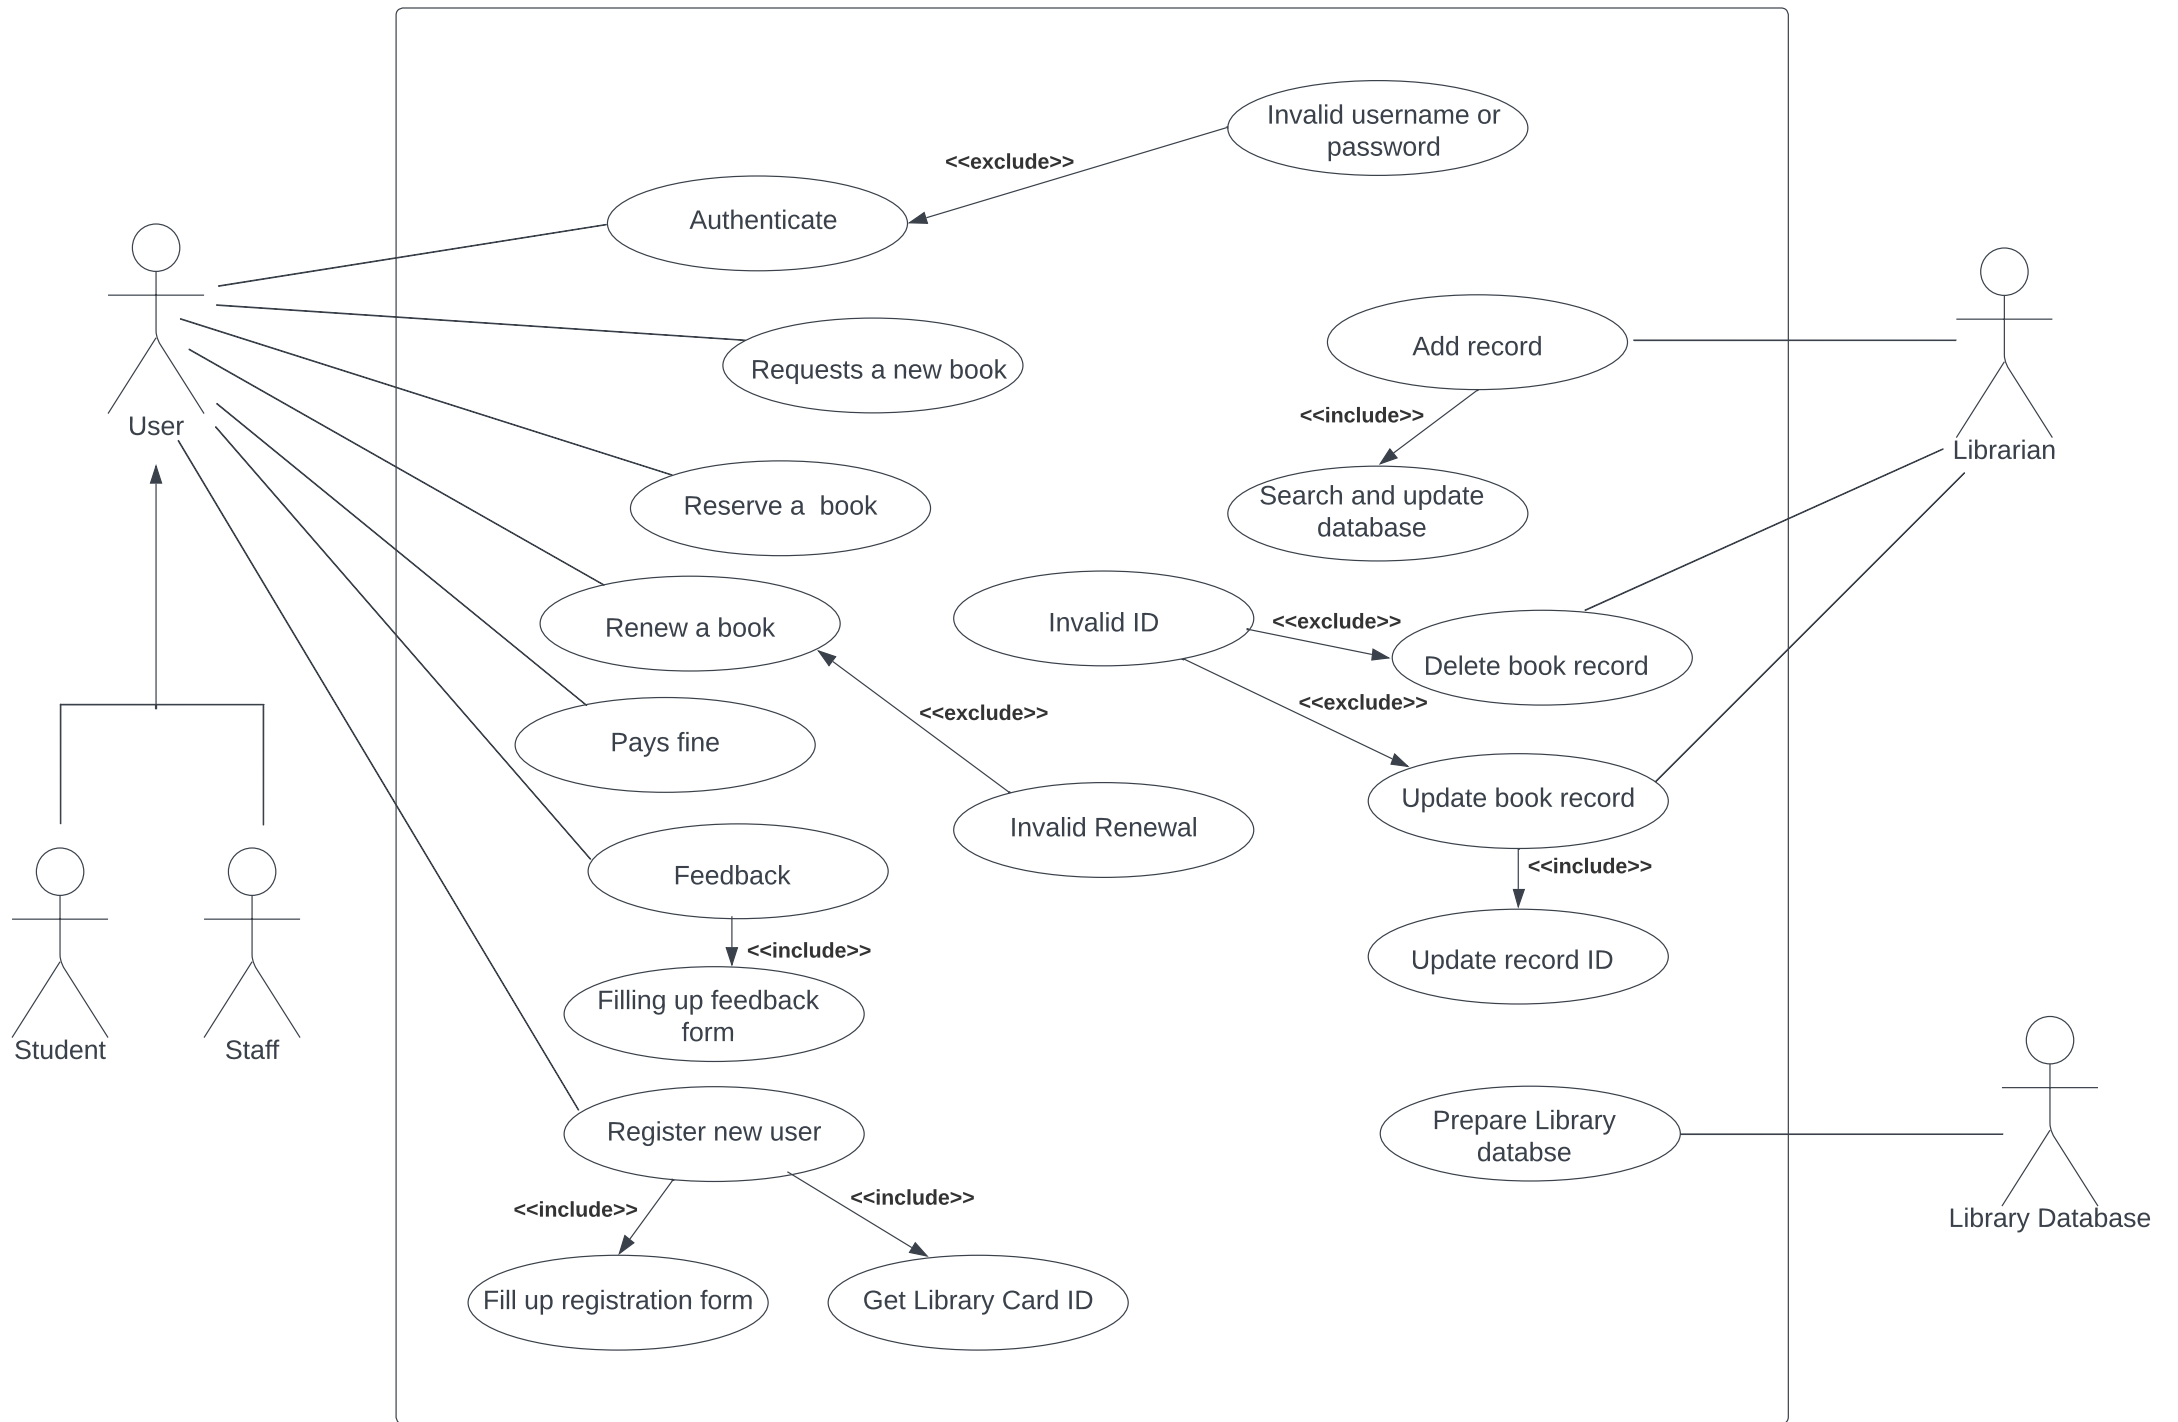 Invalid username or
password
<<exclude>>
Authenticate
Requests a new book
Add record
User
<<include>>
Librarian
Search and update
database
Reserve a  book
Invalid ID
<<exclude>>
Renew a book
Delete book record
<<exclude>>
<<exclude>>
Pays fine
Update book record
Invalid Renewal
<<include>>
Feedback
<<include>>
Update record ID
Filling up feedback
form
Student
Staff
Prepare Library
databse
Register new user
<<include>>
<<include>>
Library Database
Fill up registration form
Get Library Card ID